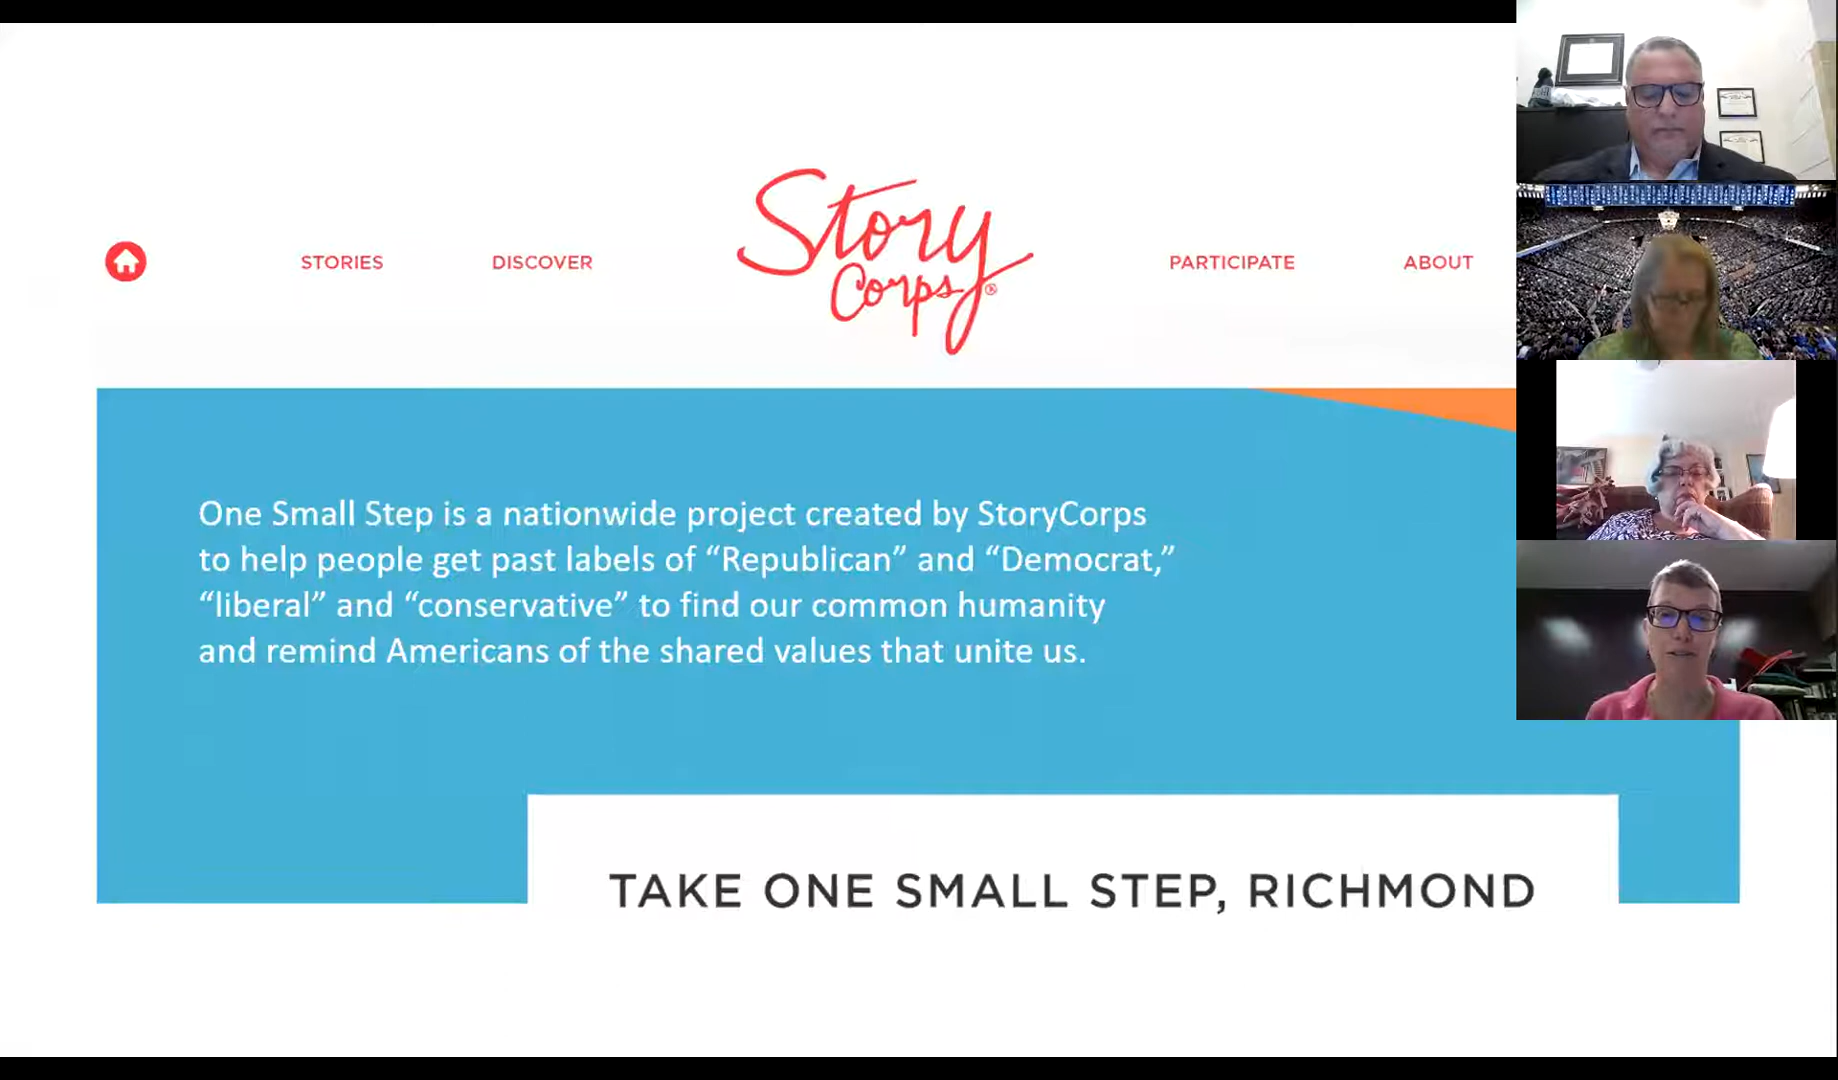 STORIES
DISCOVER
Story
Corps®
PARTICIPATE
ABOUT
One Small Step is a nationwide project created by StoryCorps
to help people get past labels of “Republican” and “Democrat,”
“liberal” and “conservative” to find our common humanity
and remind Americans of the shared values that unite us.
TAKE ONE SMALL STEP, RICHMOND